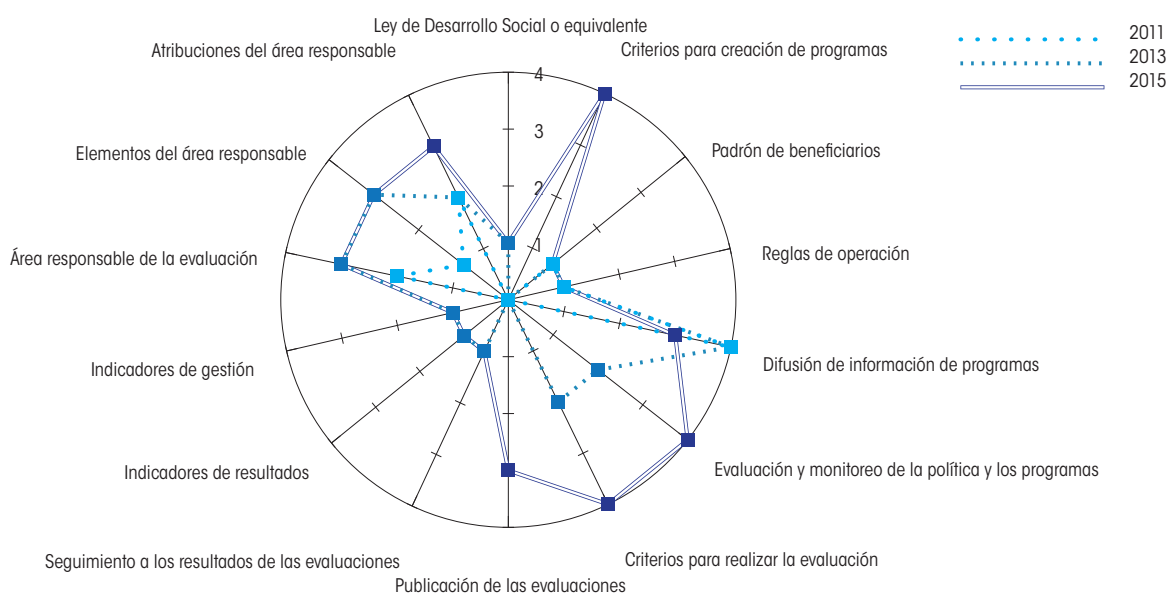 Ley de Desarrollo Social o equivalente
Criterios para creación de programas
Padrón de beneficiarios
Reglas de operación
Difusión de información de programas
Evaluación y monitoreo de la política y los programas
Criterios para realizar la evaluación
Publicación de las evaluaciones
Seguimiento a los resultados de las evaluaciones
Indicadores de resultados
Indicadores de gestión
Área responsable de la evaluación
Elementos del área responsable
Atribuciones del área responsable
4
3
2
1
2011
2013
2015